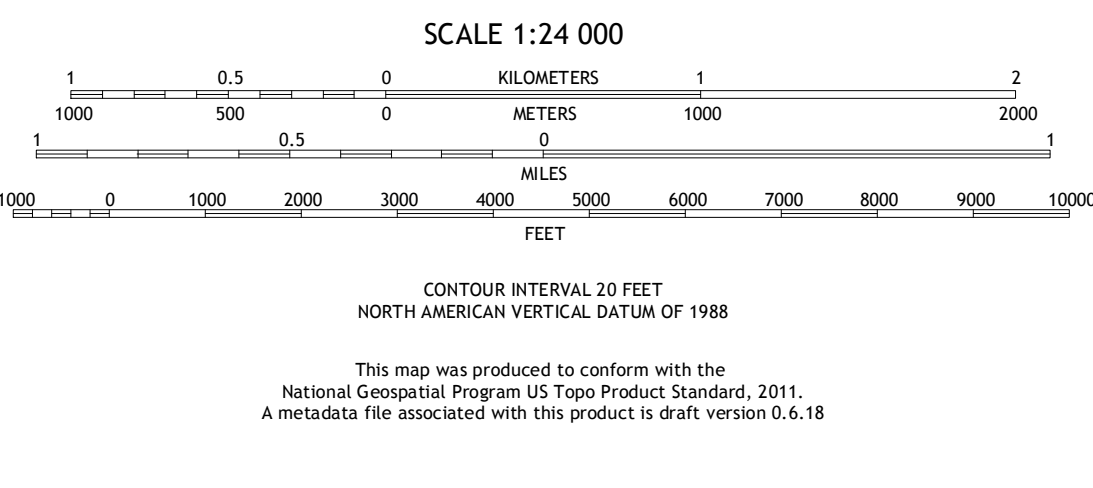 SCALE 1:24 000
1 0.5 0 KILOMETERS 1 2
1000 500 0 METERS 1000 2000
1 0.5 0 1
MILES
1000 0 1000 2000 3000 4000 5000 6000 7000 8000 9000 10000
FEET
CONTOUR INTERVAL 20 FEET
NORTH AMERICAN VERTICAL DATUM OF 1988
This map was produced to conform with the
National Geospatial Program US Topo Product Standard, 2011.
A metadata file associated with this product is draft version 0.6.18